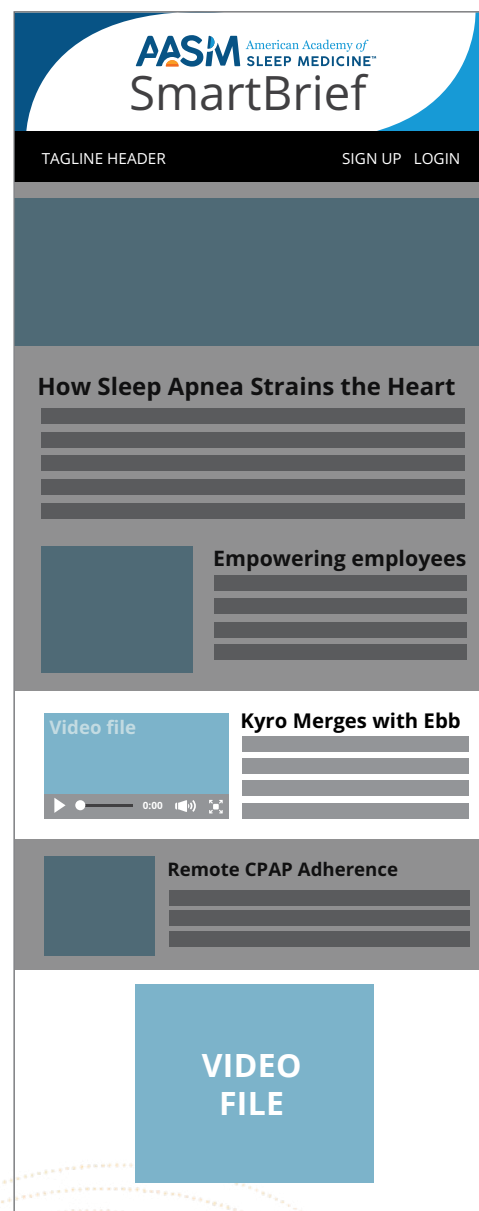 AASM American Academy of
SLEEP MEDICINE™
SmartBrief
TAGLINE HEADER SIGN UP LOGIN
How Sleep Apnea Strains the Heart
Empowering employees
Video file
Kyro Merges with Ebb
0:00
Remote CPAP Adherence
VIDEO
FILE